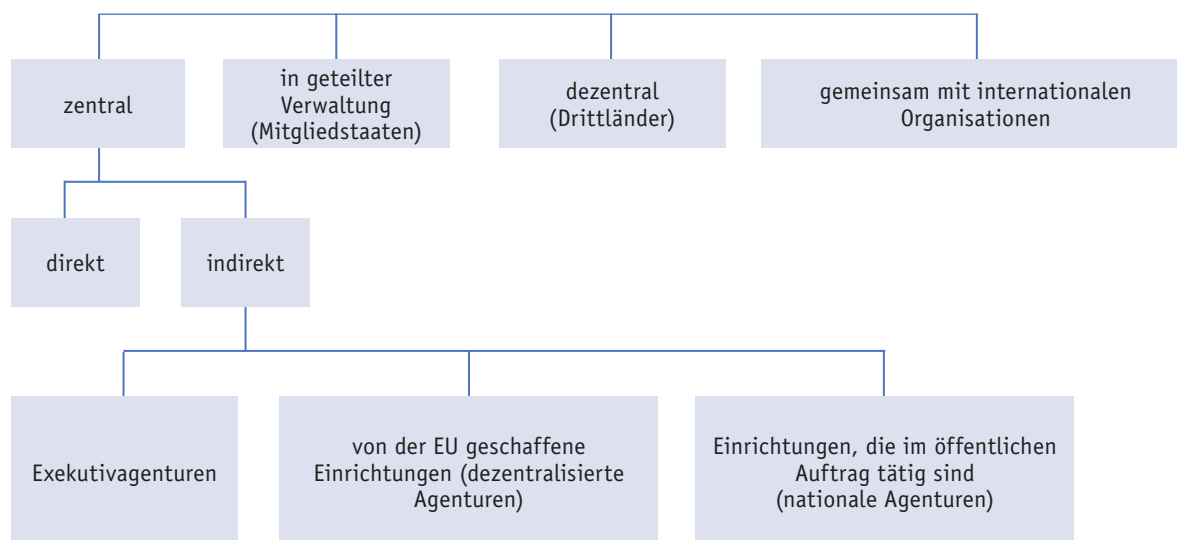 zentral
in geteilter
Verwaltung
(Mitgliedstaaten)
dezentral
(Drittländer)
gemeinsam mit internationalen
Organisationen
direkt
indirekt
Exekutivagenturen
von der EU geschaffene
Einrichtungen (dezentralisierte
Agenturen)
Einrichtungen, die im öffentlichen
Auftrag tätig sind
(nationale Agenturen)